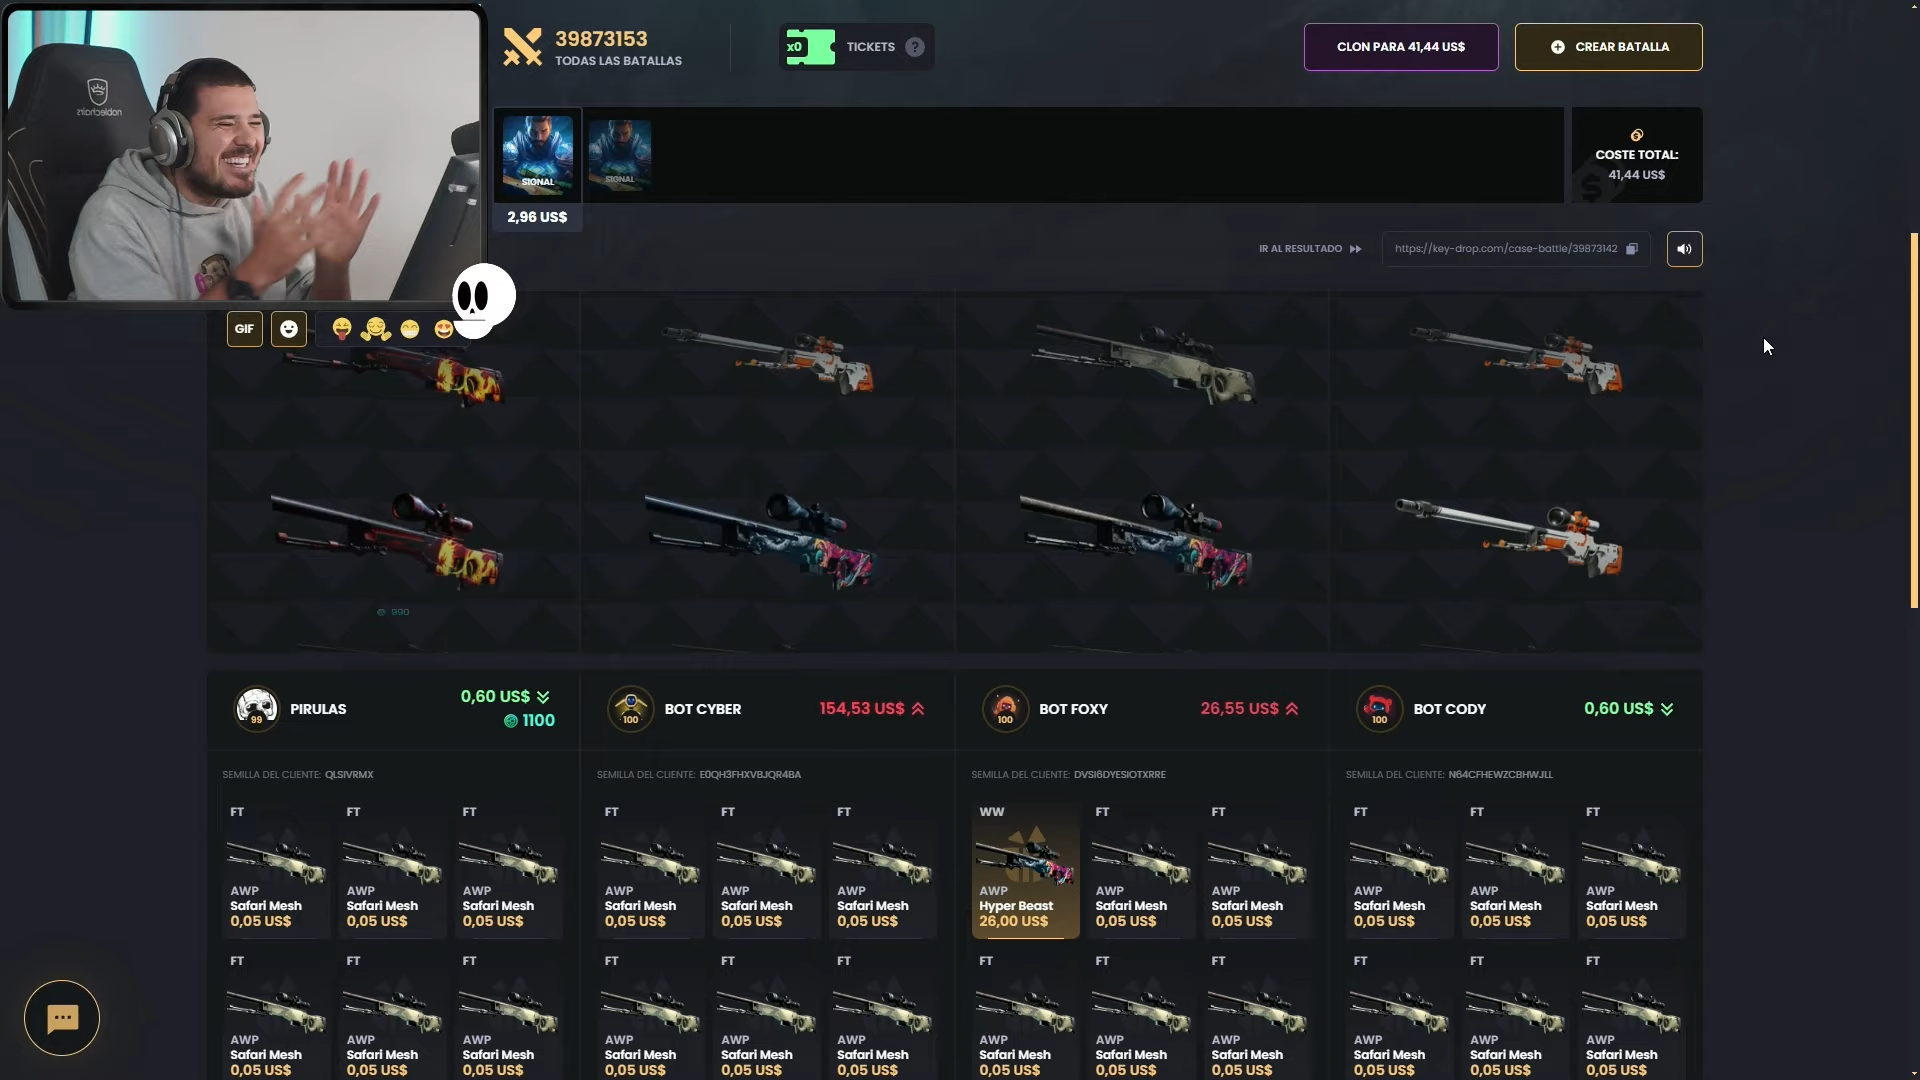 39873153
TODAS LAS BATALLAS
x0
TICKETS
?
CLON PARA 41,44 US$
CREAR BATALLA
SIGNAL
SIGNAL
2,96 US$
COSTE TOTAL:
41,44 US$
IR AL RESULTADO
https://key-drop.com/case-battle/39873142
noblechairs
GIF
990
99
PIRULAS
0,60 US$
1100
100
BOT CYBER
154,53 US$
100
BOT FOXY
26,55 US$
100
BOT CODY
0,60 US$
SEMILLA DEL CLIENTE: QLSIVRMX
SEMILLA DEL CLIENTE: E0QH3FHXVBJQR4BA
SEMILLA DEL CLIENTE: DVSI6DYESIOTXRRE
SEMILLA DEL CLIENTE: N64CFHEWZCBHWJLL
FT FT FT FT FT FT WW FT FT FT FT FT
AWP AWP AWP AWP AWP AWP AWP AWP AWP AWP AWP AWP
Safari Mesh Safari Mesh Safari Mesh Safari Mesh Safari Mesh Safari Mesh Hyper Beast Safari Mesh Safari Mesh Safari Mesh Safari Mesh Safari Mesh
0,05 US$ 0,05 US$ 0,05 US$ 0,05 US$ 0,05 US$ 0,05 US$ 26,00 US$ 0,05 US$ 0,05 US$ 0,05 US$ 0,05 US$ 0,05 US$
FT FT FT FT FT FT FT FT FT FT FT FT
AWP AWP AWP AWP AWP AWP AWP AWP AWP AWP AWP AWP
Safari Mesh Safari Mesh Safari Mesh Safari Mesh Safari Mesh Safari Mesh Safari Mesh Safari Mesh Safari Mesh Safari Mesh Safari Mesh Safari Mesh
0,05 US$ 0,05 US$ 0,05 US$ 0,05 US$ 0,05 US$ 0,05 US$ 0,05 US$ 0,05 US$ 0,05 US$ 0,05 US$ 0,05 US$ 0,05 US$